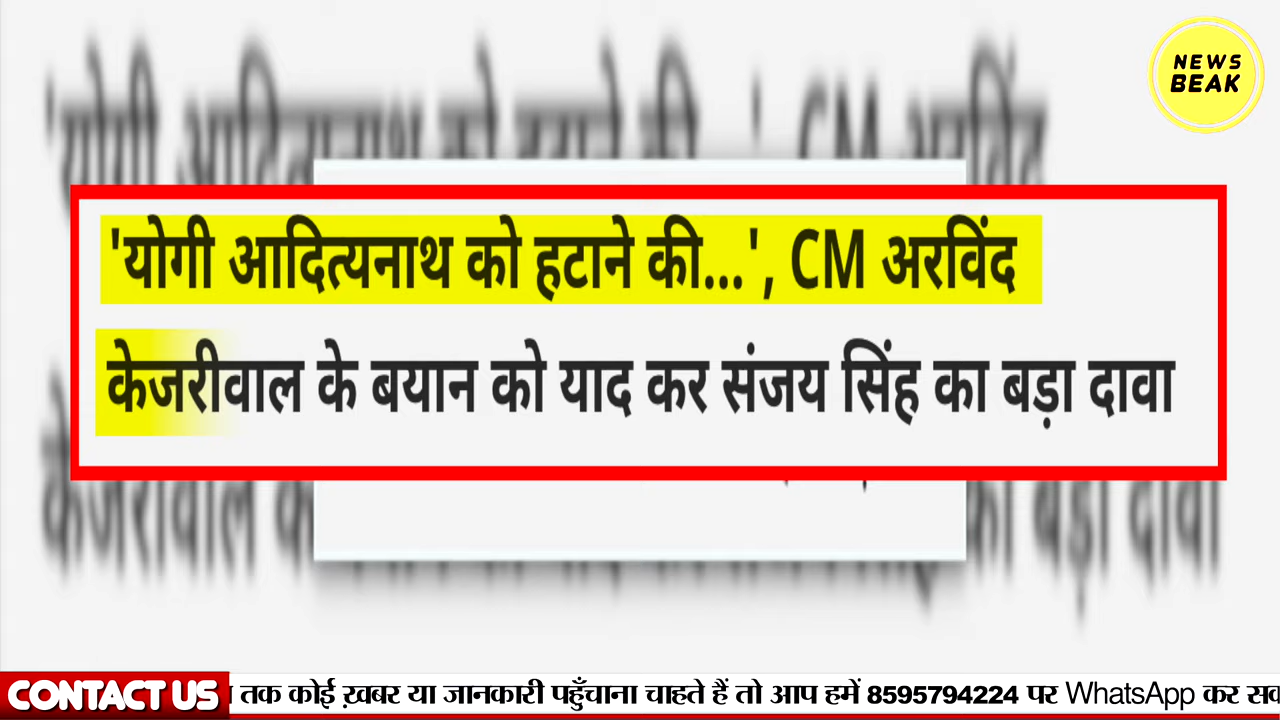 NEWS
BEAK
'योगी आदित्यनाथ को हटाने की...', CM अरविंद
केजरीवाल के बयान को याद कर संजय सिंह का बड़ा दावा
CONTACT US
तक कोई ख़बर या जानकारी पहुँचाना चाहते हैं तो आप हमें 8595794224 पर WhatsApp कर